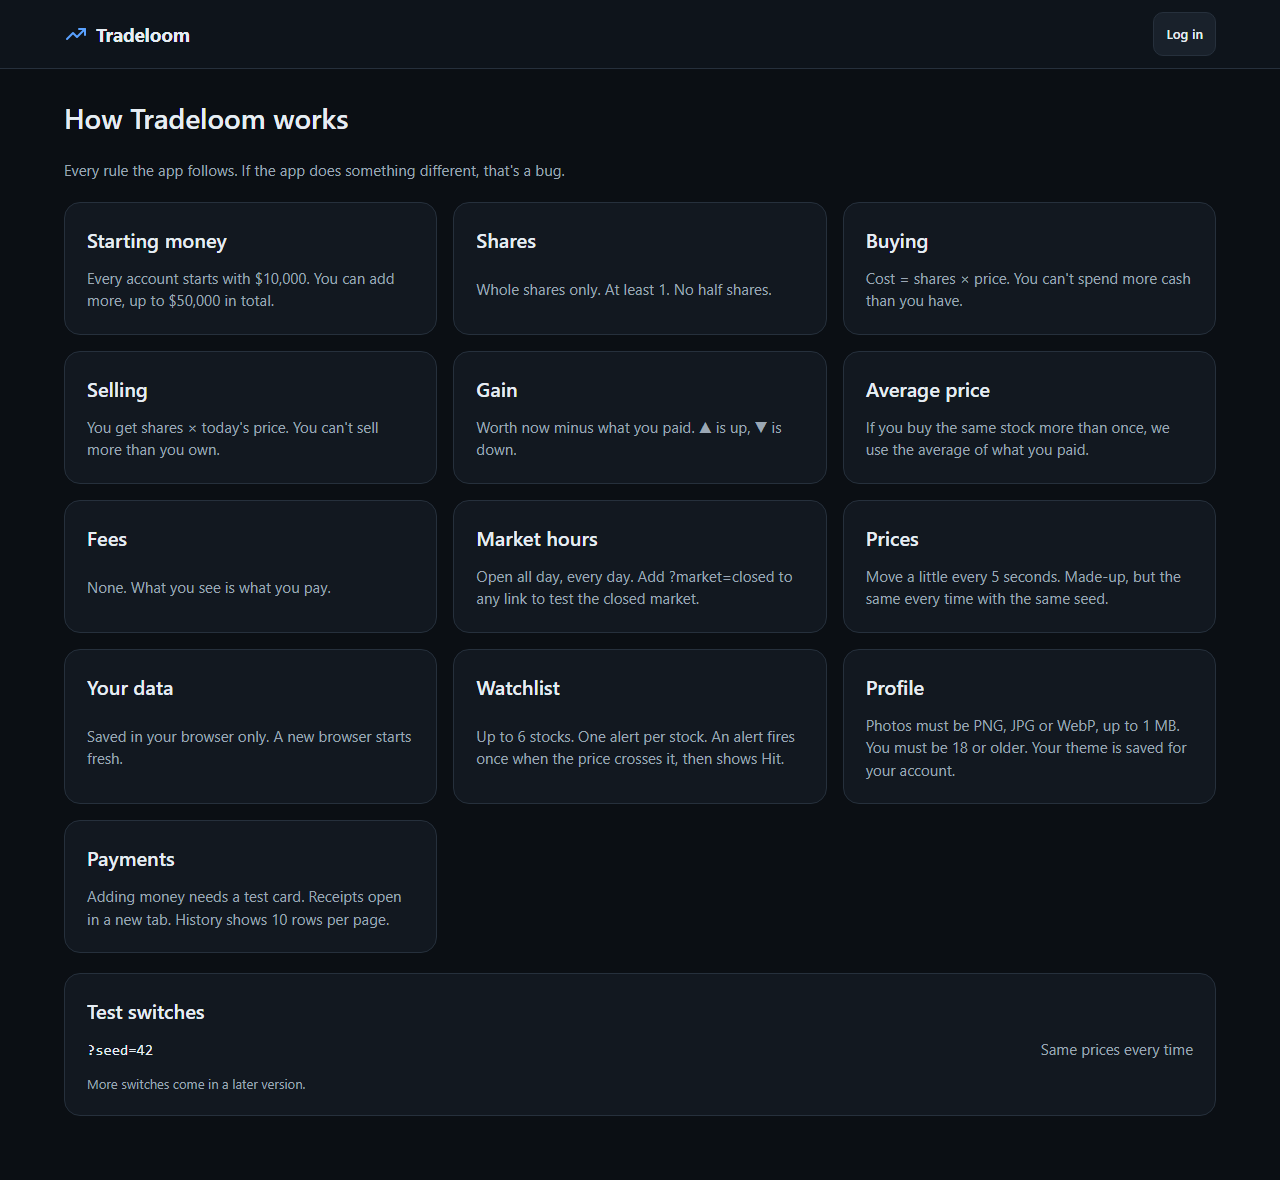 Tradeloom
Log in
How Tradeloom works
Every rule the app follows. If the app does something different, that's a bug.
Starting money
Every account starts with $10,000. You can add
more, up to $50,000 in total.
Shares
Whole shares only. At least 1. No half shares.
Buying
Cost = shares × price. You can't spend more cash
than you have.
Selling
You get shares × today's price. You can't sell
more than you own.
Gain
Worth now minus what you paid. ▲ is up, ▼ is
down.
Average price
If you buy the same stock more than once, we
use the average of what you paid.
Fees
None. What you see is what you pay.
Market hours
Open all day, every day. Add ?market=closed to
any link to test the closed market.
Prices
Move a little every 5 seconds. Made-up, but the
same every time with the same seed.
Your data
Saved in your browser only. A new browser starts
fresh.
Watchlist
Up to 6 stocks. One alert per stock. An alert fires
once when the price crosses it, then shows Hit.
Profile
Photos must be PNG, JPG or WebP, up to 1 MB.
You must be 18 or older. Your theme is saved for
your account.
Payments
Adding money needs a test card. Receipts open
in a new tab. History shows 10 rows per page.
Test switches
?seed=42
Same prices every time
More switches come in a later version.